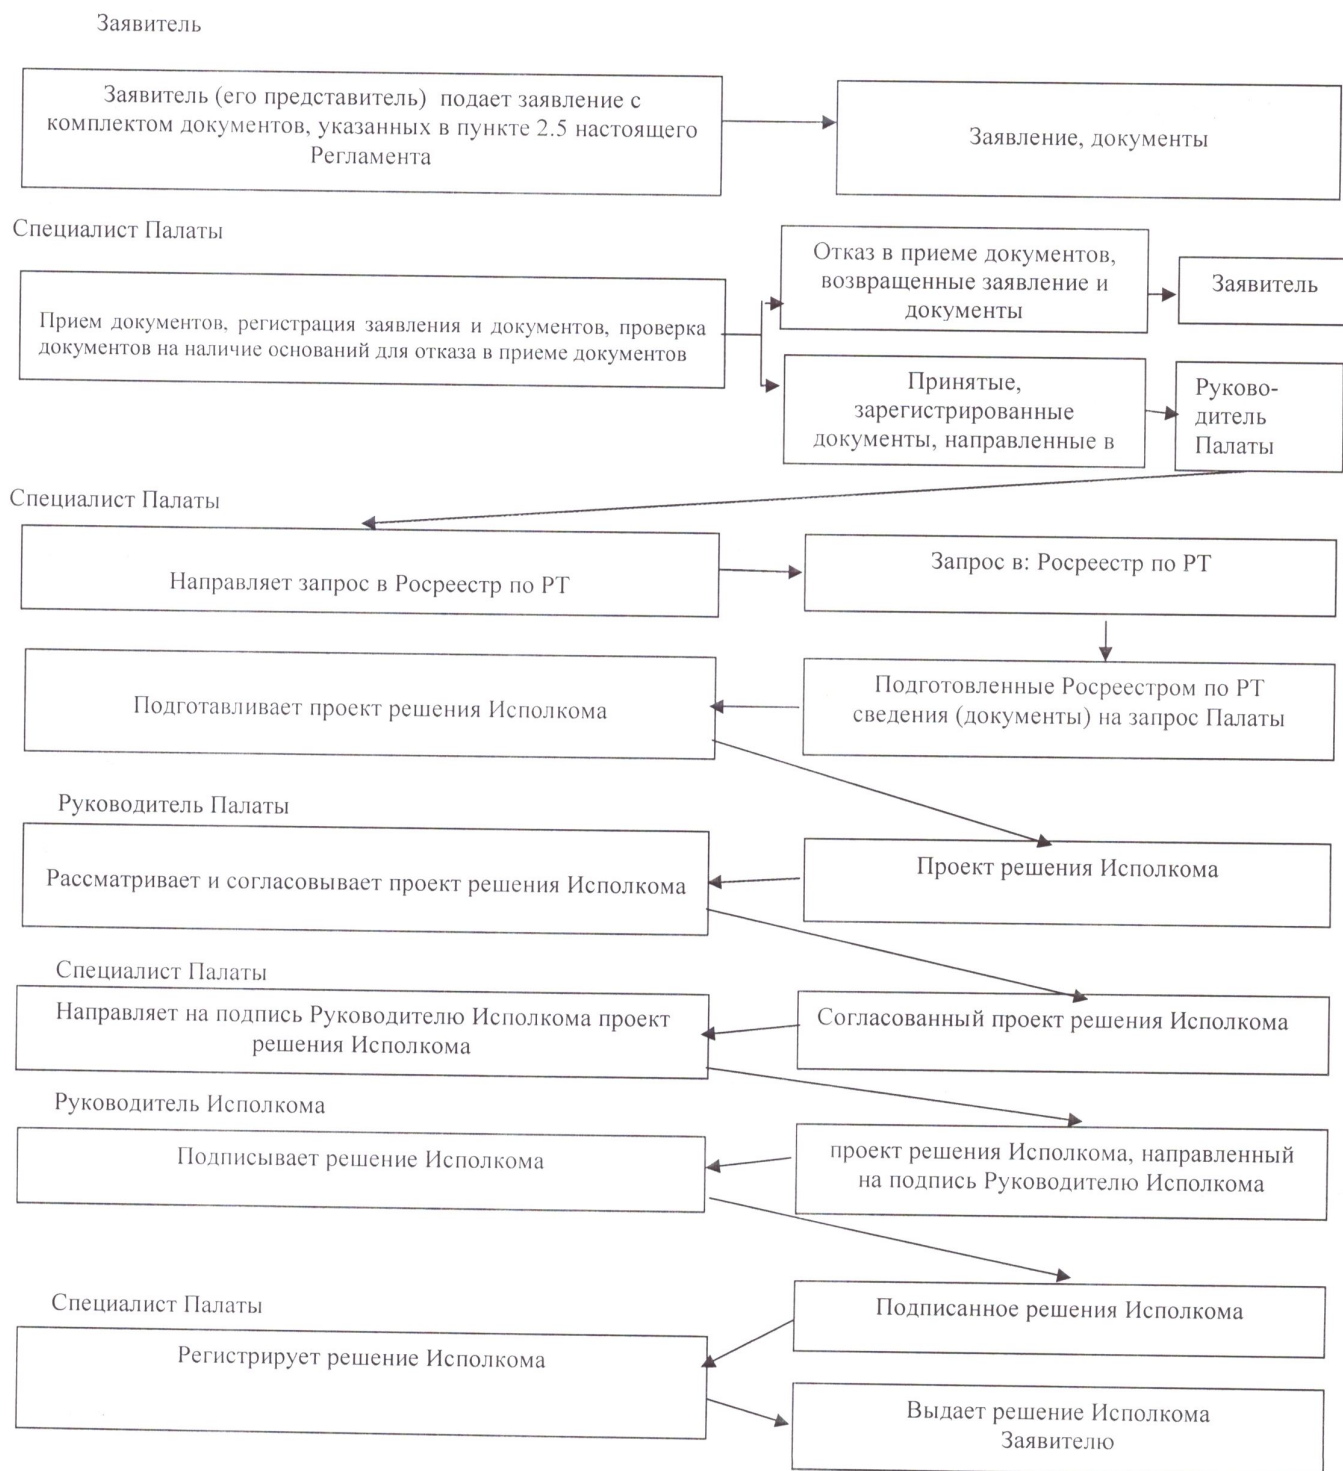 Заявитель
Заявитель (его представитель) подает заявление с
комплектом документов, указанных в пункте 2.5 настоящего
Регламента
Заявление, документы
Специалист Палаты
Прием документов, регистрация заявления и документов, проверка
документов на наличие оснований для отказа в приеме документов
Отказ в приеме документов,
возвращенные заявление и
документы
Заявитель
Принятые,
зарегистрированные
документы, направленные в
Руково-
дитель
Палаты
Специалист Палаты
Направляет запрос в Росреестр по РТ
Запрос в: Росреестр по РТ
Подготавливает проект решения Исполкома
Подготовленные Росреестром по РТ
сведения (документы) на запрос Палаты
Руководитель Палаты
Рассматривает и согласовывает проект решения Исполкома
Проект решения Исполкома
Специалист Палаты
Направляет на подпись Руководителю Исполкома проект
решения Исполкома
Согласованный проект решения Исполкома
Руководитель Исполкома
Подписывает решение Исполкома
проект решения Исполкома, направленный
на подпись Руководителю Исполкома
Специалист Палаты
Подписанное решения Исполкома
Регистрирует решение Исполкома
Выдает решение Исполкома
Заявителю